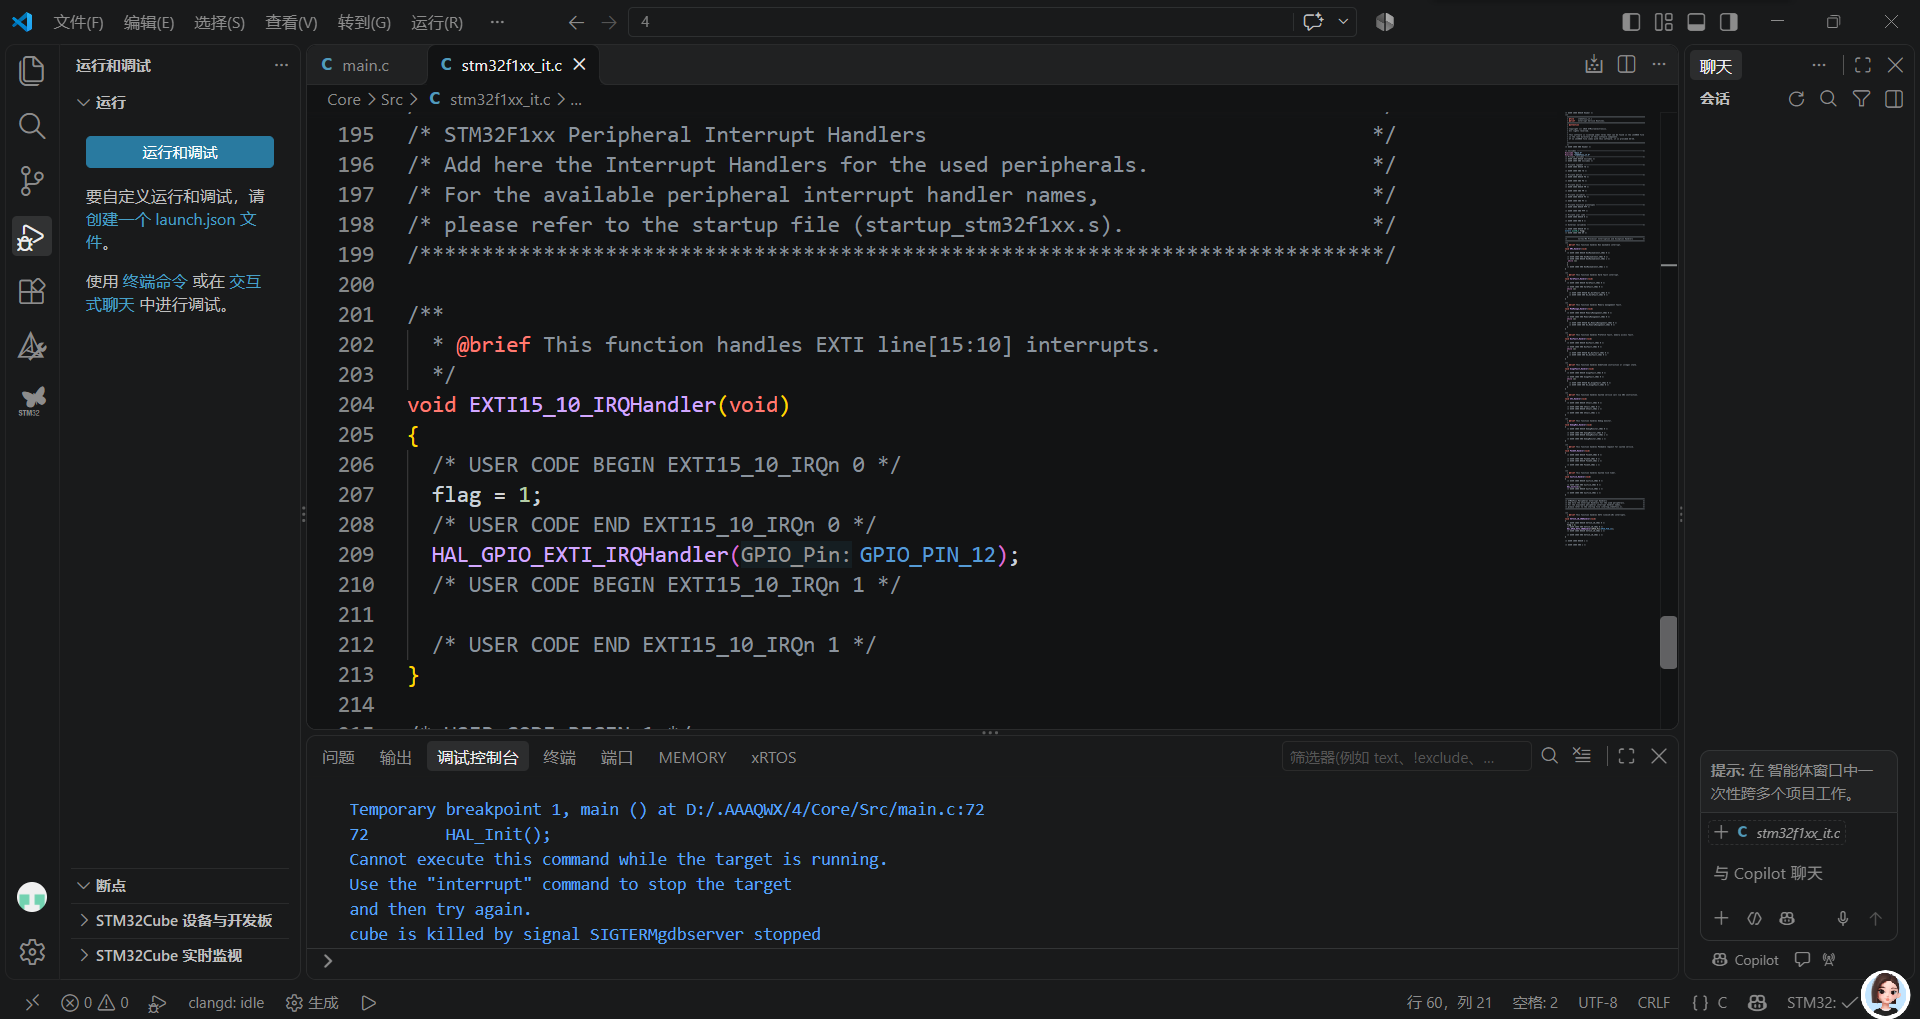 文件(F) 编辑(E) 选择(S) 查看(V) 转到(G) 运行(R) ··· 4
运行和调试
运行
运行和调试
要自定义运行和调试，请
创建一个 launch.json 文
件。
使用 终端命令 或在 交互
式聊天 中进行调试。
断点
STM32Cube 设备与开发板
STM32Cube 实时监视
STM32
C main.c
C stm32f1xx_it.c
Core > Src > C stm32f1xx_it.c > ...
195 /* STM32F1xx Peripheral Interrupt Handlers */
196 /* Add here the Interrupt Handlers for the used peripherals. */
197 /* For the available peripheral interrupt handler names, */
198 /* please refer to the startup file (startup_stm32f1xx.s). */
199 /******************************************************************************/
200
201 /**
202 * @brief This function handles EXTI line[15:10] interrupts.
203 */
204 void EXTI15_10_IRQHandler(void)
205 {
206 /* USER CODE BEGIN EXTI15_10_IRQn 0 */
207 flag = 1;
208 /* USER CODE END EXTI15_10_IRQn 0 */
209 HAL_GPIO_EXTI_IRQHandler(GPIO_Pin: GPIO_PIN_12);
210 /* USER CODE BEGIN EXTI15_10_IRQn 1 */
211
212 /* USER CODE END EXTI15_10_IRQn 1 */
213 }
214
问题 输出 调试控制台 终端 端口 MEMORY xRTOS
筛选器(例如 text、!exclude、...
Temporary breakpoint 1, main () at D:/.AAAQWX/4/Core/Src/main.c:72
72 HAL_Init();
Cannot execute this command while the target is running.
Use the "interrupt" command to stop the target
and then try again.
cube is killed by signal SIGTERMgdbserver stopped
聊天
会话
提示: 在 智能体窗口中一
次性跨多个项目工作。
C stm32f1xx_it.c
与 Copilot 聊天
Copilot
0 0 clangd: idle 生成
行 60，列 21 空格: 2 UTF-8 CRLF { } C STM32: